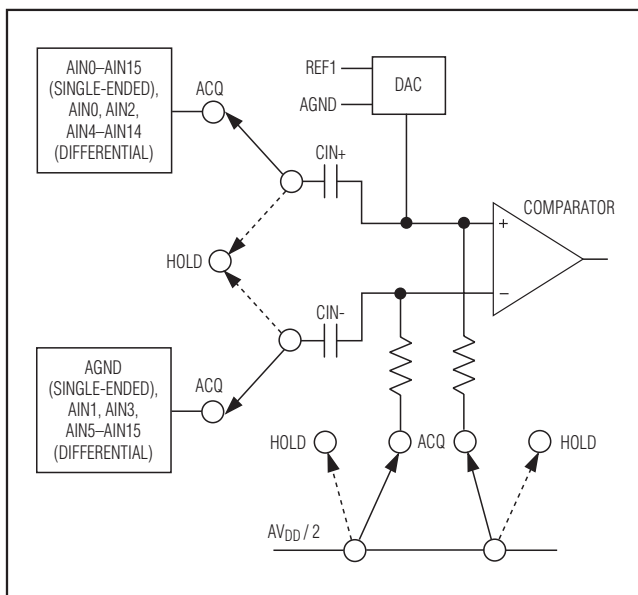 AIN0–AIN15
(SINGLE-ENDED),
AIN0, AIN2,
AIN4–AIN14
(DIFFERENTIAL)
ACQ
REF1
AGND
DAC
CIN+
COMPARATOR
+
−
HOLD
CIN-
AGND
(SINGLE-ENDED),
AIN1, AIN3,
AIN5–AIN15
(DIFFERENTIAL)
ACQ
HOLD
ACQ
HOLD
AVDD / 2